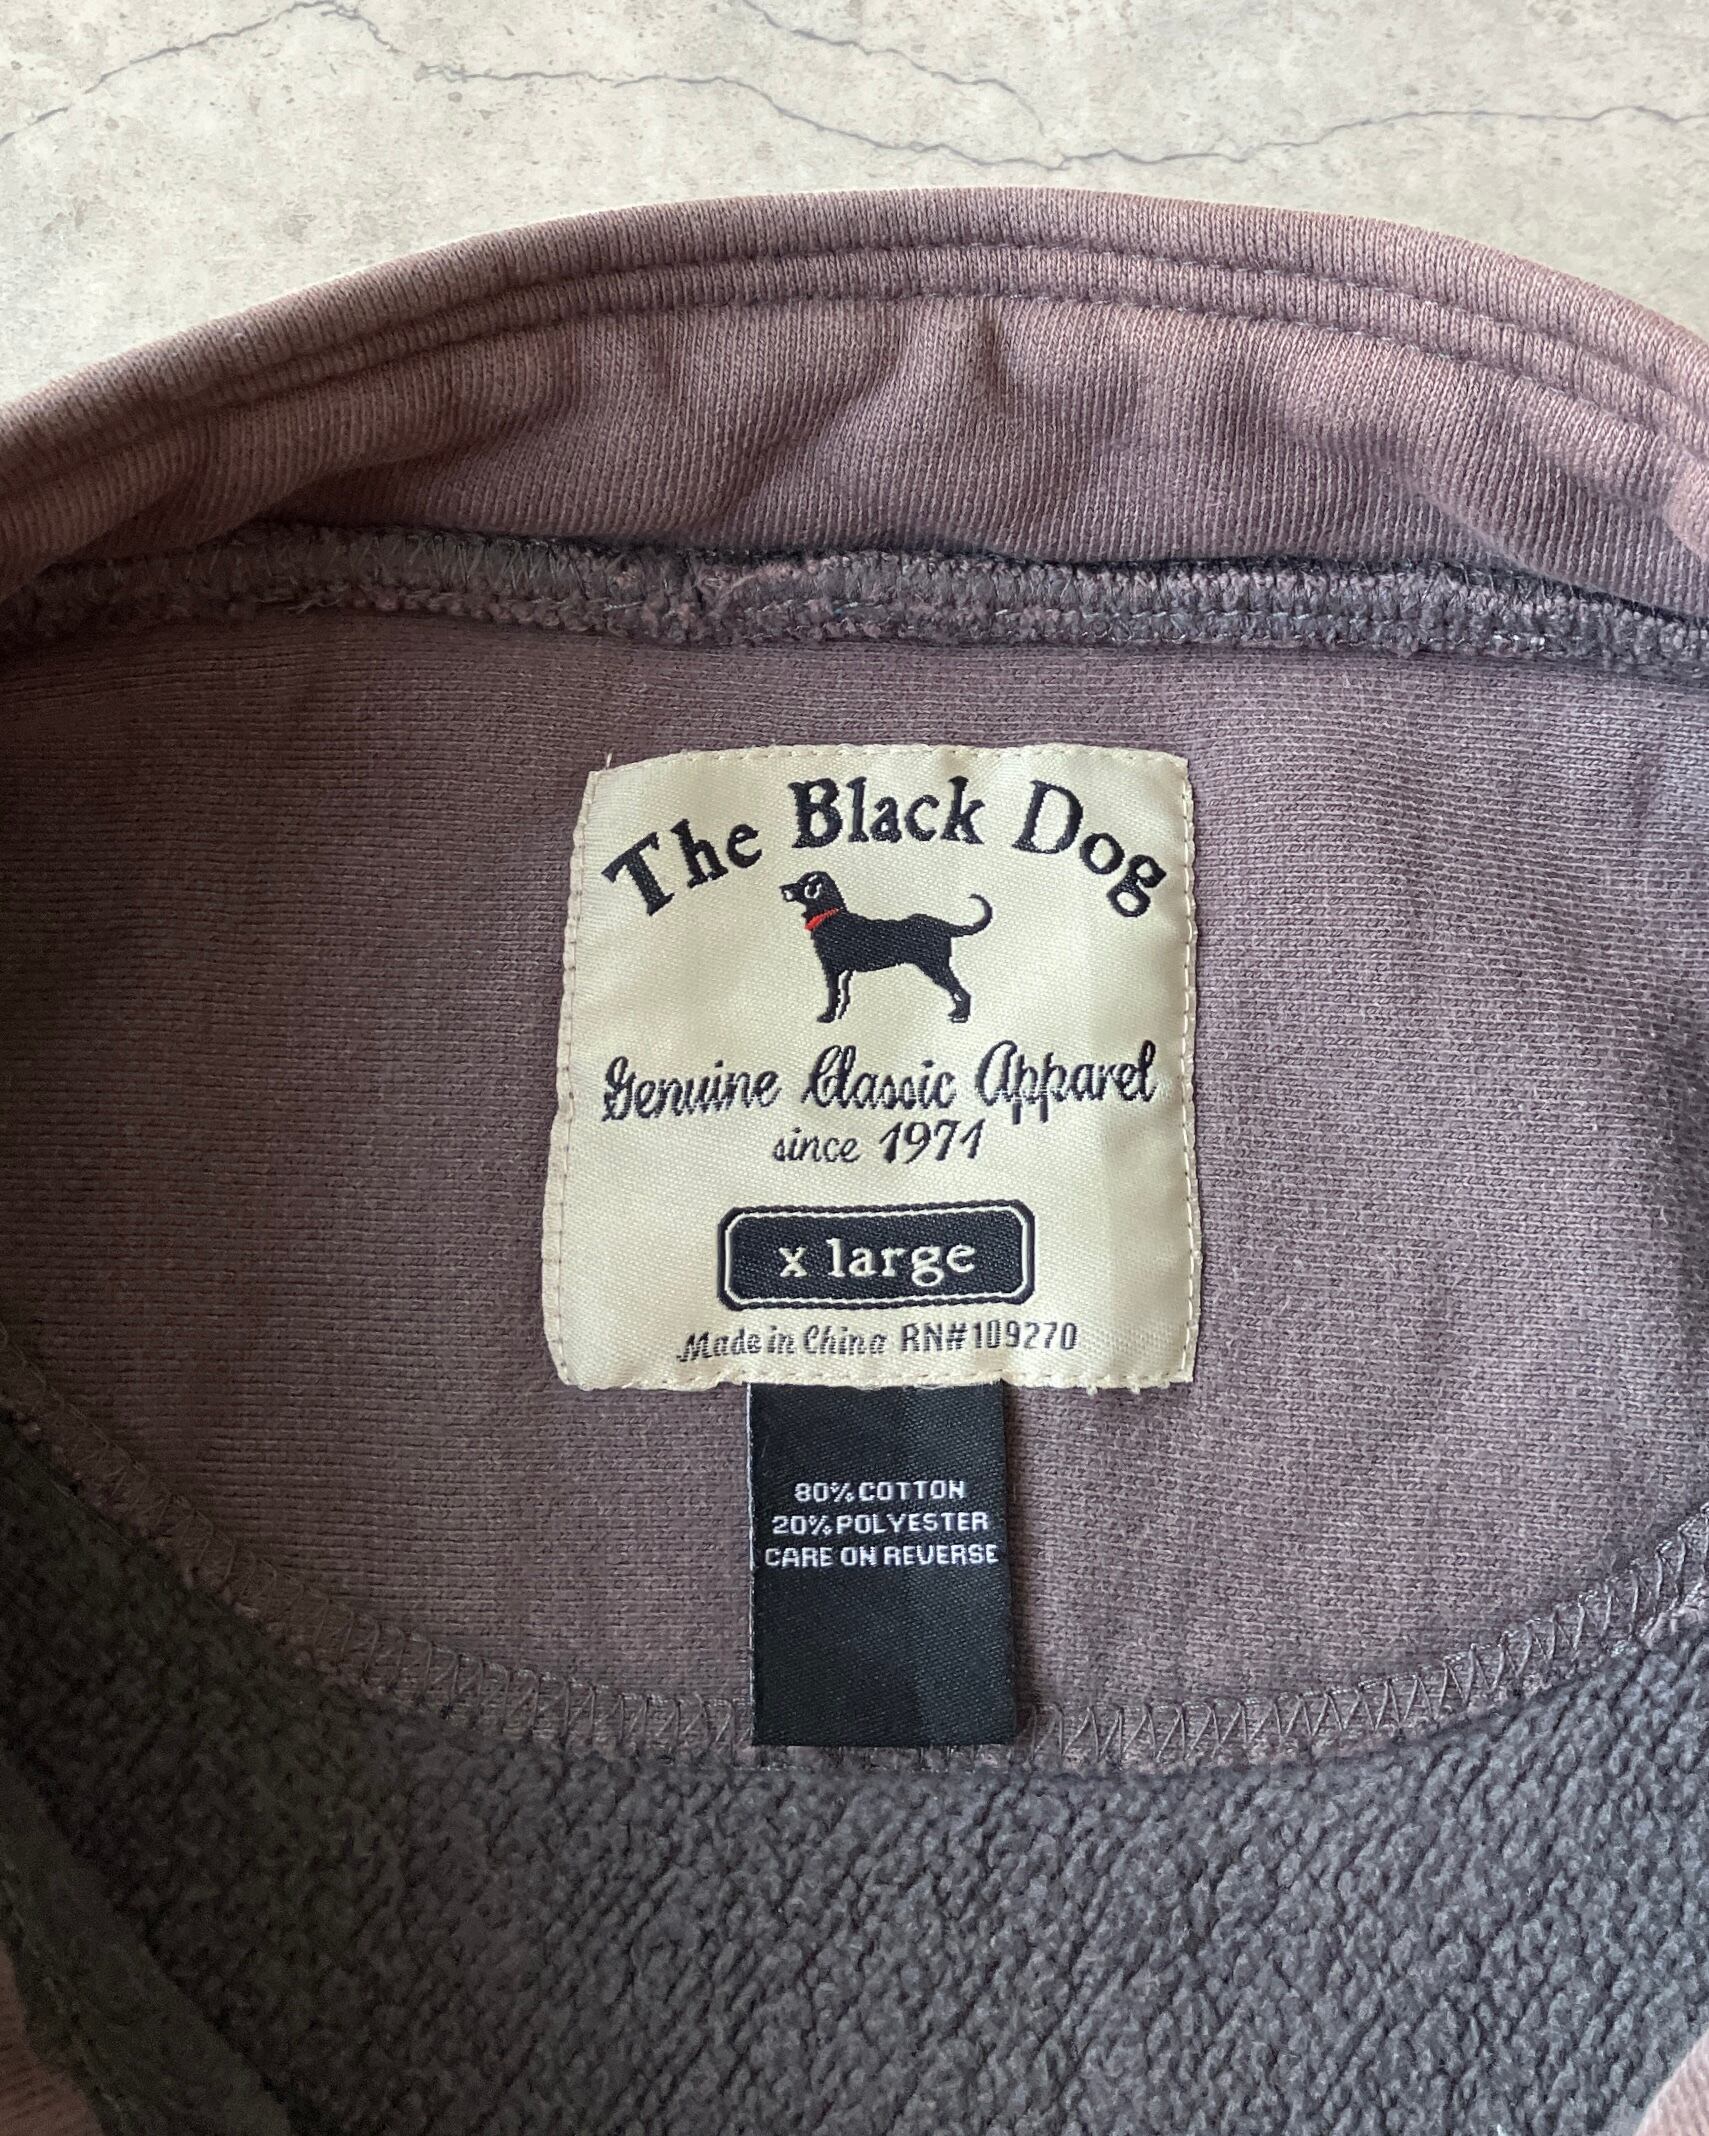 The Black Dog
Genuine Classic Apparel
since 1971
x large
Made in China RN#109270
80% COTTON
20% POLYESTER
CARE ON REVERSE